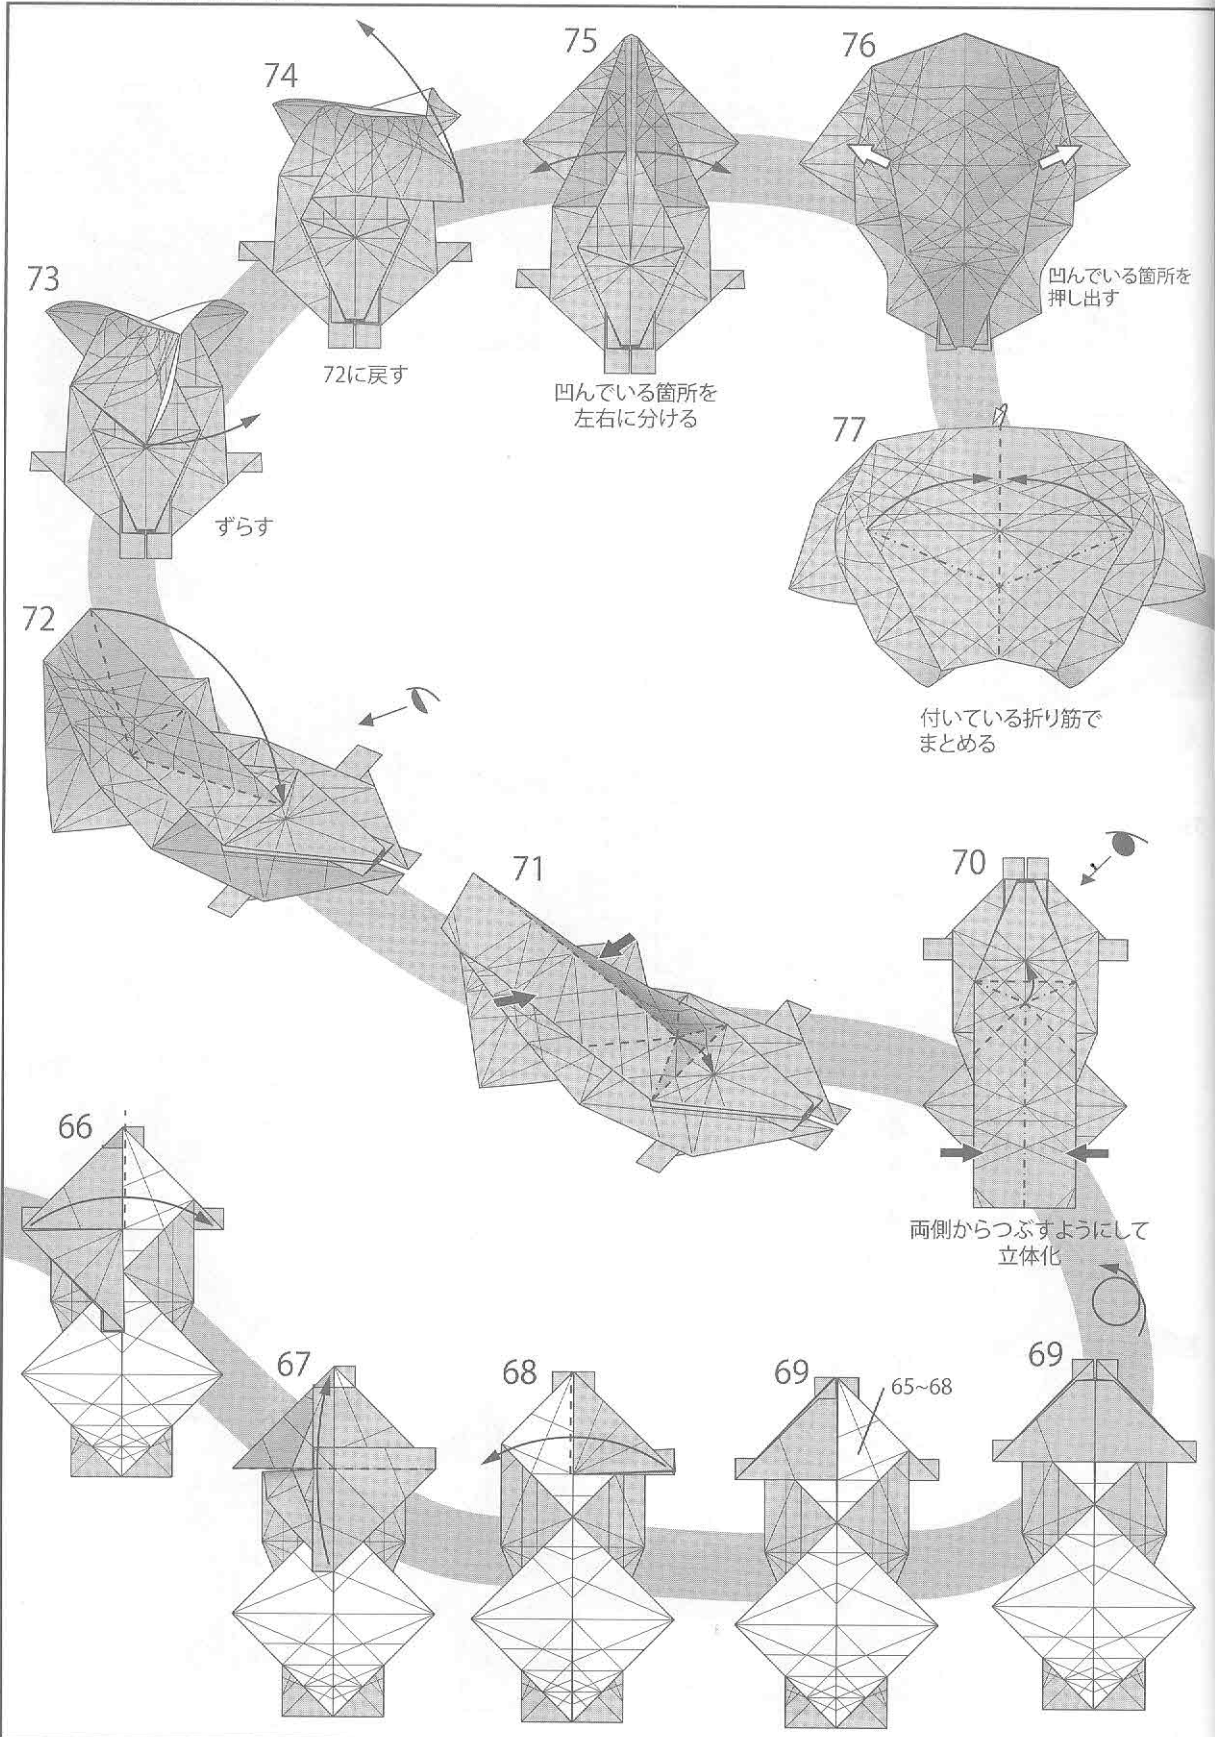 66
67
68
69
65~68
69
70
両側からつぶすようにして
立体化
71
72
73
ずらす
74
72に戻す
75
凹んでいる箇所を
左右に分ける
76
凹んでいる箇所を
押し出す
77
付いている折り筋で
まとめる